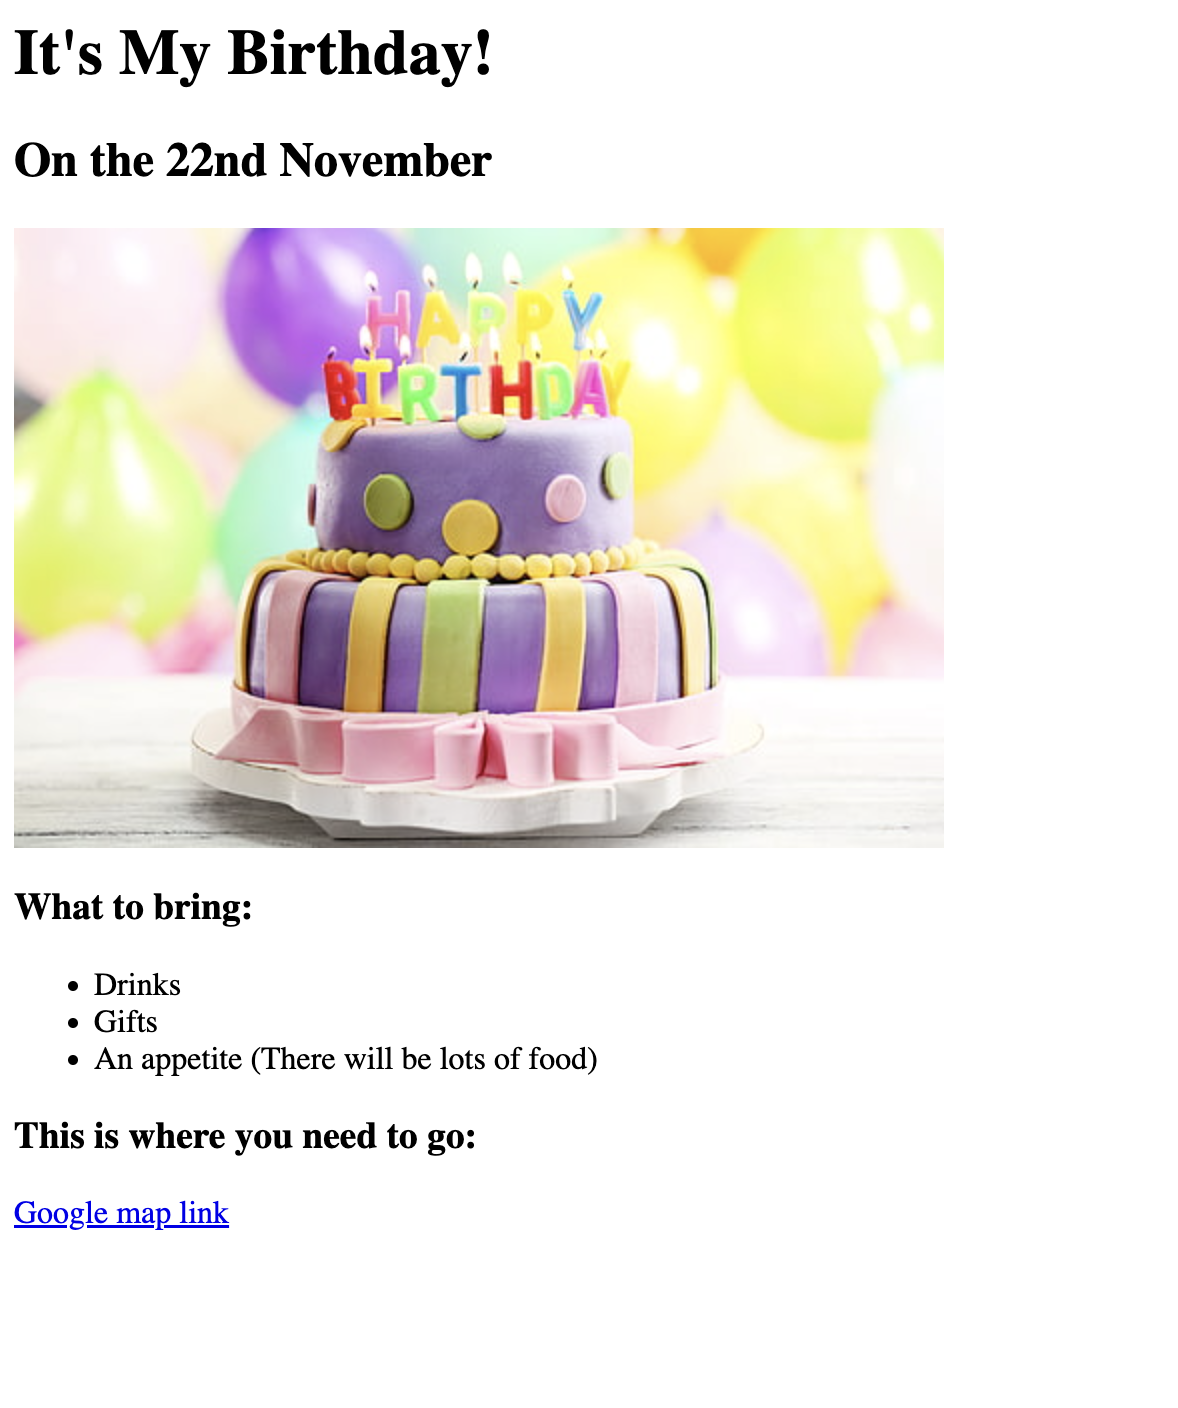 It's My Birthday!
On the 22nd November
HAPPY
BIRTHDAY
What to bring:
Drinks
Gifts
An appetite (There will be lots of food)
This is where you need to go:
Google map link